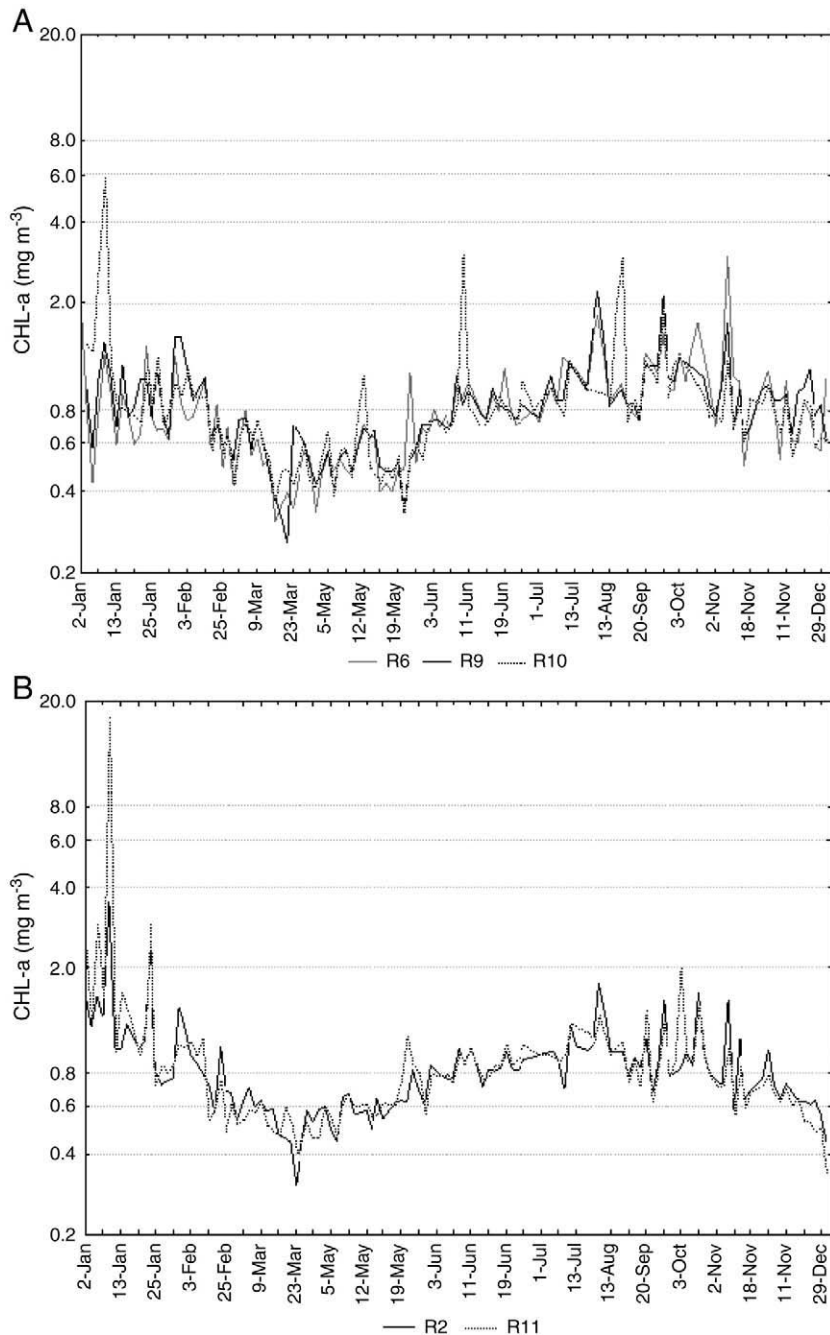 A
20.0
8.0
6.0
4.0
2.0
0.8
0.6
0.4
0.2
CHL-a (mg m⁻³)
2-Jan
13-Jan
25-Jan
3-Feb
25-Feb
9-Mar
23-Mar
5-May
12-May
19-May
3-Jun
11-Jun
19-Jun
1-Jul
13-Jul
13-Aug
20-Sep
3-Oct
2-Nov
18-Nov
11-Nov
29-Dec
R6
R9
R10
B
20.0
8.0
6.0
4.0
2.0
0.8
0.6
0.4
0.2
CHL-a (mg m⁻³)
2-Jan
13-Jan
25-Jan
3-Feb
25-Feb
9-Mar
23-Mar
5-May
12-May
19-May
3-Jun
11-Jun
19-Jun
1-Jul
13-Jul
13-Aug
20-Sep
3-Oct
2-Nov
18-Nov
11-Nov
29-Dec
R2
R11